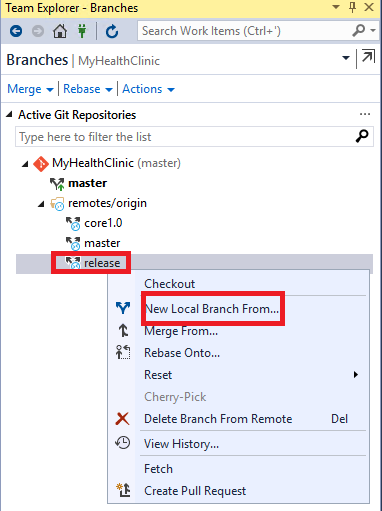 Team Explorer - Branches
Search Work Items (Ctrl+')
Branches | MyHealthClinic
Merge Rebase Actions
Active Git Repositories
Type here to filter the list
MyHealthClinic (master)
master
remotes/origin
core1.0
master
release
Checkout
New Local Branch From...
Merge From...
Rebase Onto...
Reset
Cherry-Pick
Delete Branch From Remote Del
View History...
Fetch
Create Pull Request